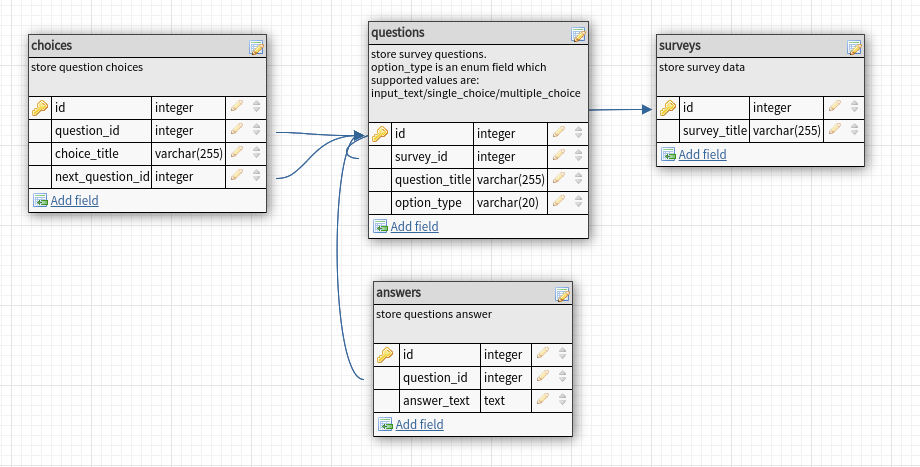 choices
store question choices
id integer
question_id integer
choice_title varchar(255)
next_question_id integer
Add field
questions
store survey questions.
option_type is an enum field which
supported values are:
input_text/single_choice/multiple_choice
id integer
survey_id integer
question_title varchar(255)
option_type varchar(20)
Add field
surveys
store survey data
id integer
survey_title varchar(255)
Add field
answers
store questions answer
id integer
question_id integer
answer_text text
Add field